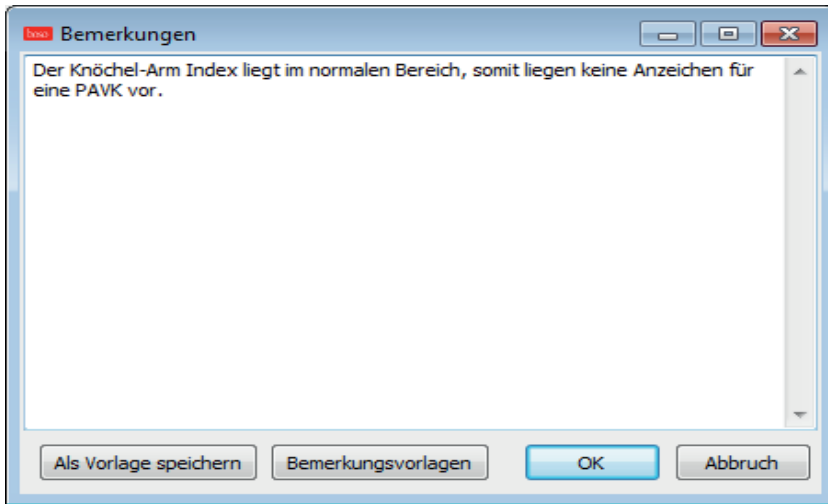 boso Bemerkungen
Der Knöchel-Arm Index liegt im normalen Bereich, somit liegen keine Anzeichen für
eine PAVK vor.
Als Vorlage speichern Bemerkungsvorlagen OK Abbruch